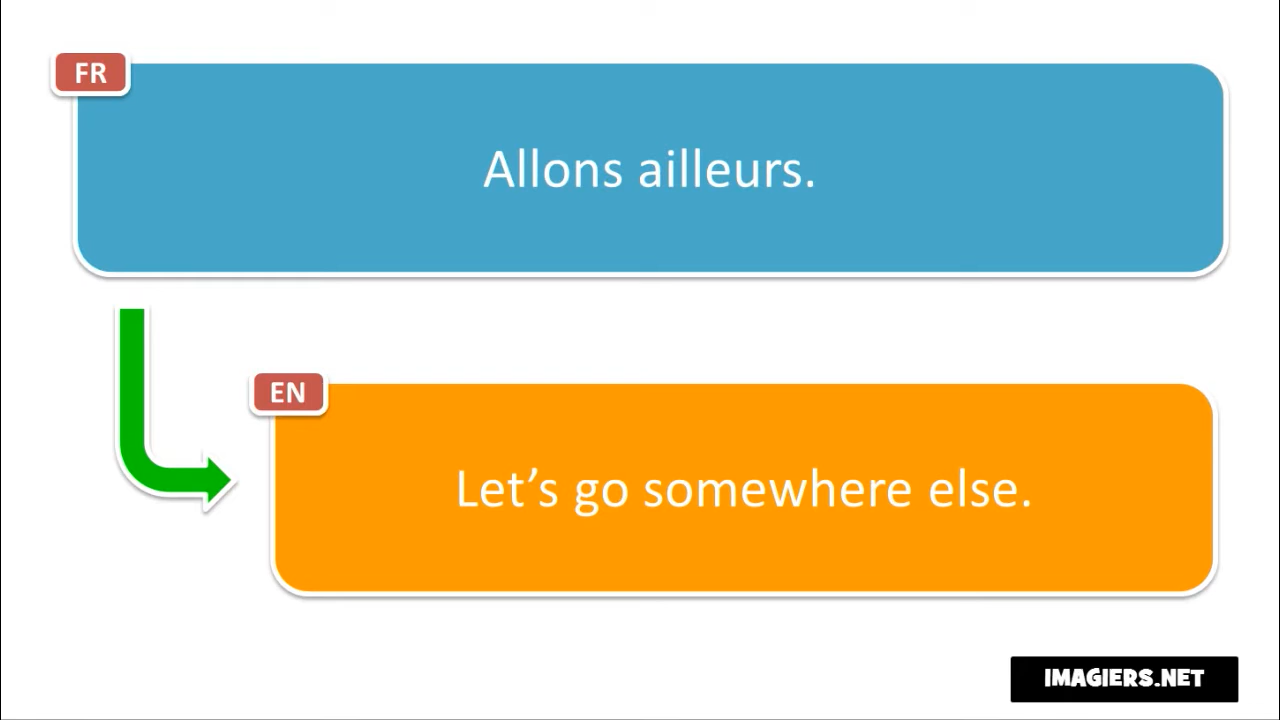 FR
Allons ailleurs.
EN
Let’s go somewhere else.
IMAGIERS.NET